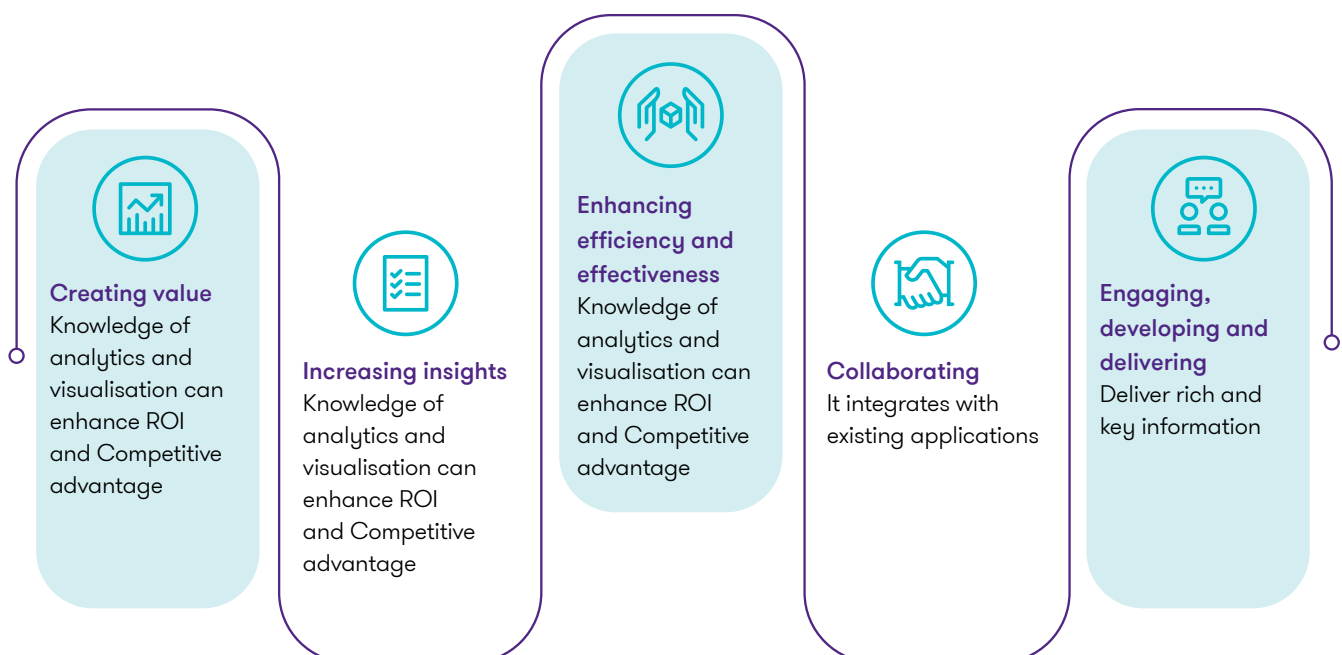 Creating value
Knowledge of
analytics and
visualisation can
enhance ROI
and Competitive
advantage
Increasing insights
Knowledge of
analytics and
visualisation can
enhance ROI
and Competitive
advantage
Enhancing
efficiency and
effectiveness
Knowledge of
analytics and
visualisation can
enhance ROI
and Competitive
advantage
Collaborating
It integrates with
existing applications
Engaging,
developing and
delivering
Deliver rich and
key information